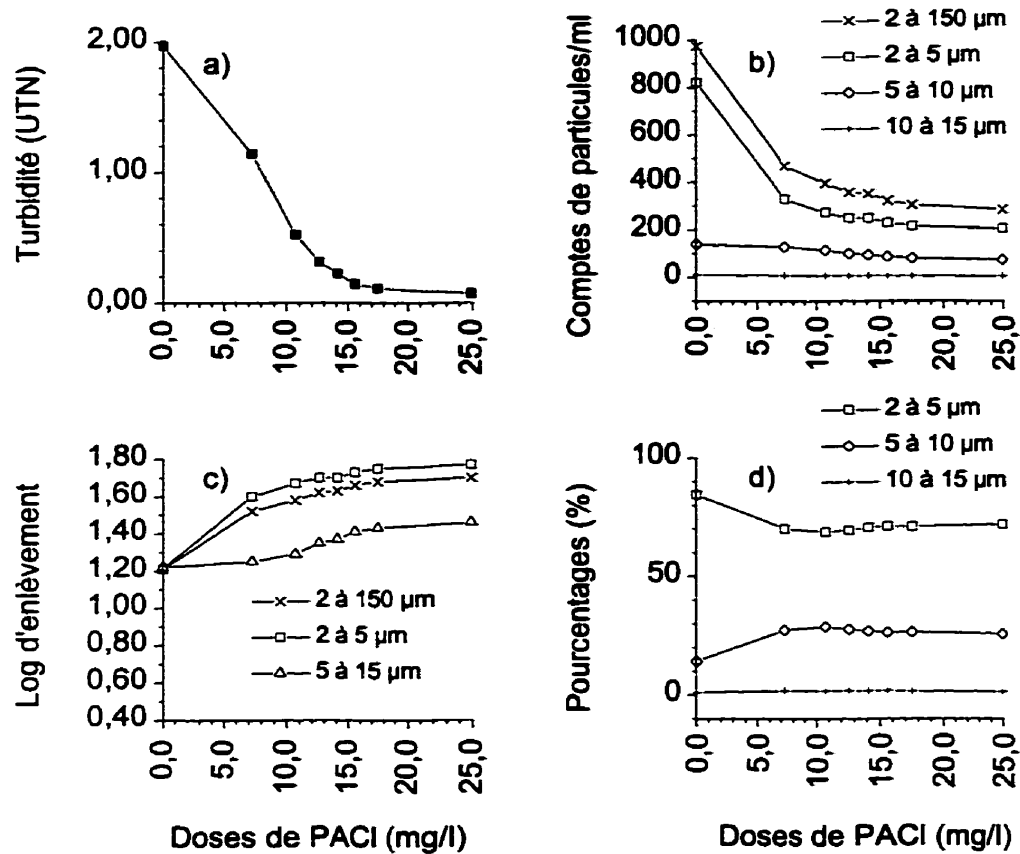 a)
Turbidité (UTN)
2,00
1,00
0,00
0,0
5,0
10,0
15,0
20,0
25,0
b)
2 à 150 µm
2 à 5 µm
5 à 10 µm
10 à 15 µm
Comptes de particules/ml
1000
800
600
400
200
0
0,0
5,0
10,0
15,0
20,0
25,0
c)
Log d'enlèvement
1,80
1,60
1,40
1,20
1,00
0,80
0,60
0,40
2 à 150 µm
2 à 5 µm
5 à 15 µm
0,0
5,0
10,0
15,0
20,0
25,0
Doses de PACl (mg/l)
d)
2 à 5 µm
5 à 10 µm
10 à 15 µm
Pourcentages (%)
100
50
0
0,0
5,0
10,0
15,0
20,0
25,0
Doses de PACl (mg/l)